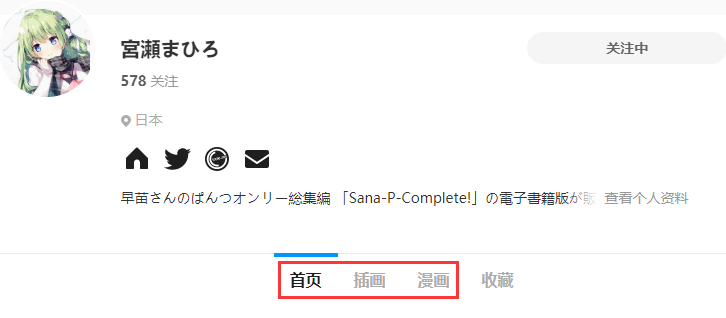 宮瀬まひろ
关注中
578 关注
日本
早苗さんのぱんつオンリー総集編 「Sana-P-Complete!」の電子書籍版が販 查看个人资料
首页 插画 漫画 收藏